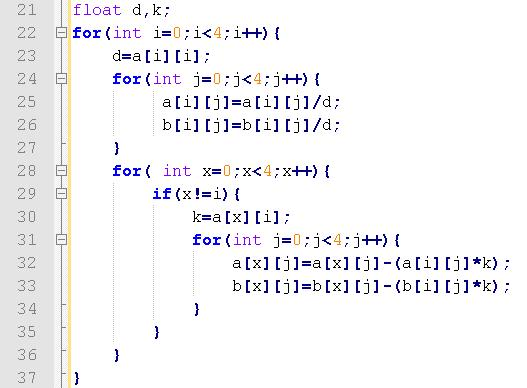 21 float d,k;
22 for(int i=0;i<4;i++){
23     d=a[i][i];
24     for(int j=0;j<4;j++){
25          a[i][j]=a[i][j]/d;
26          b[i][j]=b[i][j]/d;
27     }
28     for( int x=0;x<4;x++){
29         if(x!=i){
30             k=a[x][i];
31             for(int j=0;j<4;j++){
32                 a[x][j]=a[x][j]-(a[i][j]*k);
33                 b[x][j]=b[x][j]-(b[i][j]*k);
34             }
35         }
36     }
37 }